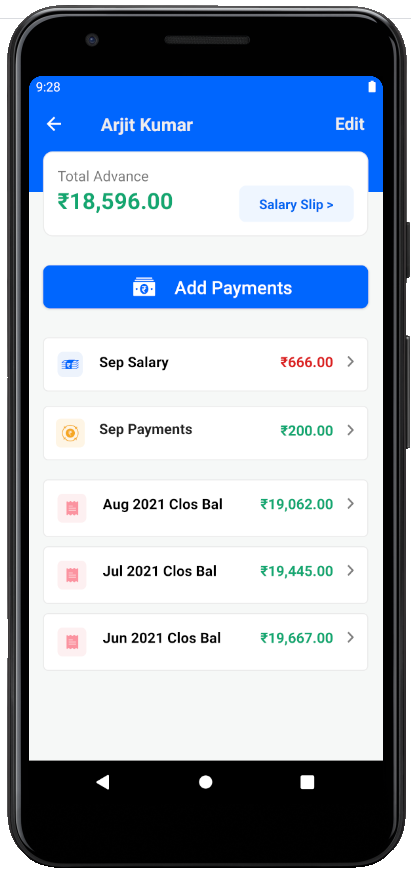 9:28
Arjit Kumar Edit
Total Advance
₹18,596.00
Salary Slip >
Add Payments
Sep Salary ₹666.00
Sep Payments ₹200.00
Aug 2021 Clos Bal ₹19,062.00
Jul 2021 Clos Bal ₹19,445.00
Jun 2021 Clos Bal ₹19,667.00